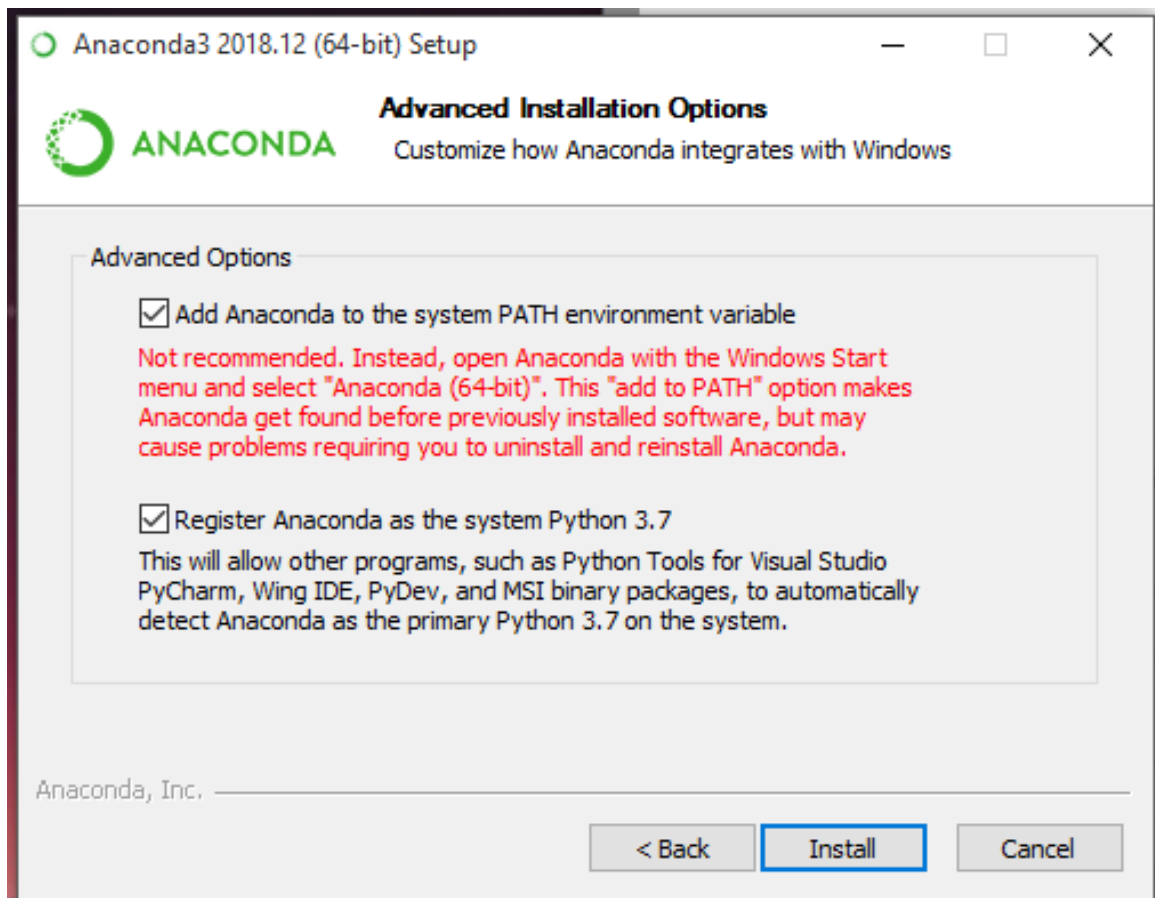 Anaconda3 2018.12 (64-bit) Setup
ANACONDA
Advanced Installation Options
Customize how Anaconda integrates with Windows
Advanced Options
Add Anaconda to the system PATH environment variable
Not recommended. Instead, open Anaconda with the Windows Start
menu and select "Anaconda (64-bit)". This "add to PATH" option makes
Anaconda get found before previously installed software, but may
cause problems requiring you to uninstall and reinstall Anaconda.
Register Anaconda as the system Python 3.7
This will allow other programs, such as Python Tools for Visual Studio
PyCharm, Wing IDE, PyDev, and MSI binary packages, to automatically
detect Anaconda as the primary Python 3.7 on the system.
Anaconda, Inc.
< Back Install Cancel